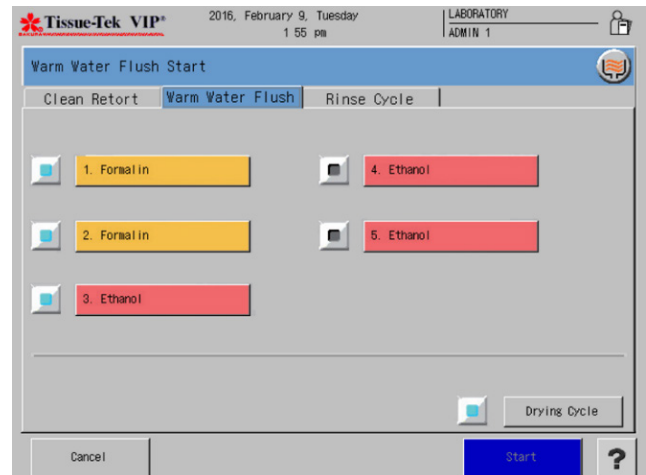 Tissue-Tek VIP®
2016, February 9, Tuesday
1 55 pm
LABORATORY
ADMIN 1
Warm Water Flush Start
Clean Retort
Warm Water Flush
Rinse Cycle
1. Formalin
4. Ethanol
2. Formalin
5. Ethanol
3. Ethanol
Drying Cycle
Cancel
Start
?